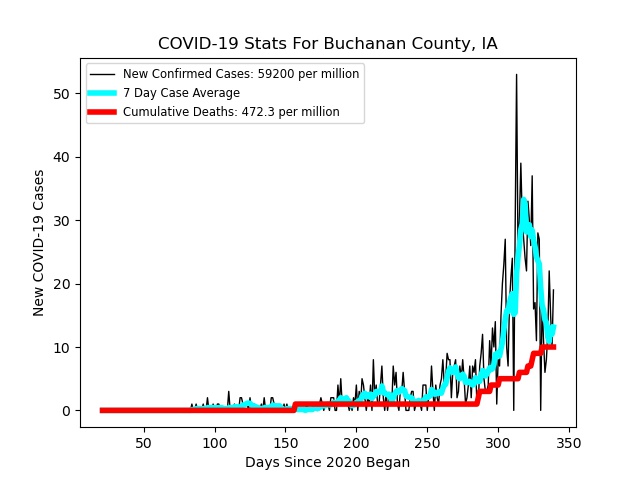 COVID-19 Stats For Buchanan County, IA
New Confirmed Cases: 59200 per million
7 Day Case Average
Cumulative Deaths: 472.3 per million
New COVID-19 Cases
50
40
30
20
10
0
50 100 150 200 250 300 350
Days Since 2020 Began